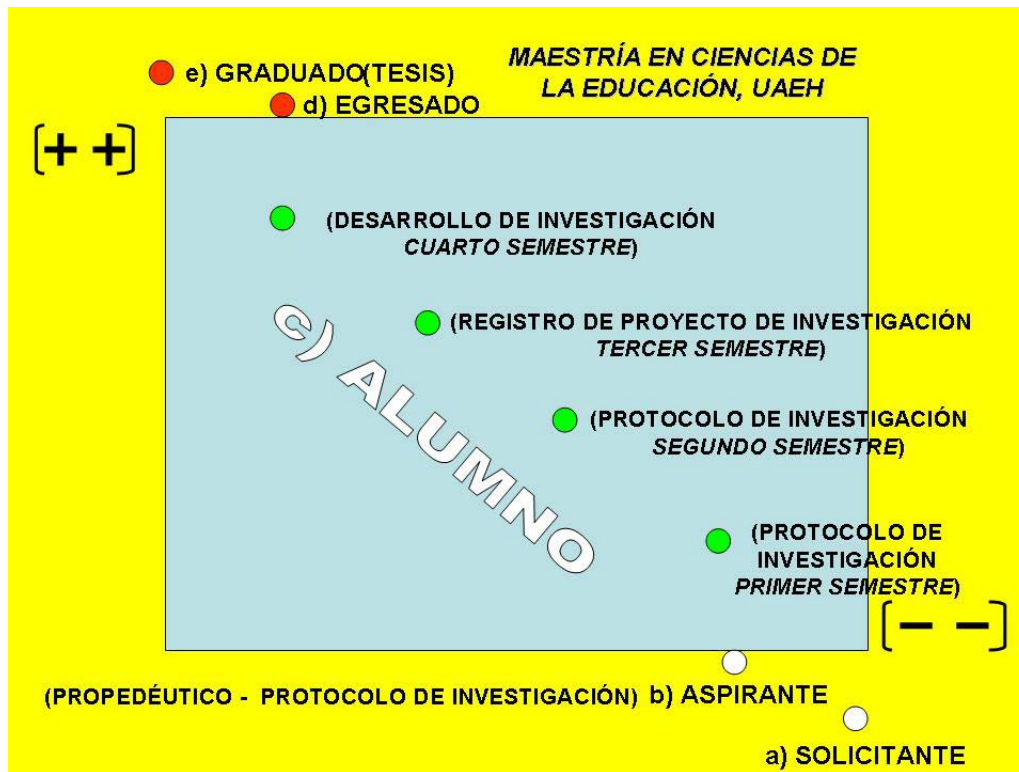 MAESTRÍA EN CIENCIAS DE
LA EDUCACIÓN, UAEH
e) GRADUADO(TESIS)
d) EGRESADO
[+ +]
(DESARROLLO DE INVESTIGACIÓN
CUARTO SEMESTRE)
(REGISTRO DE PROYECTO DE INVESTIGACIÓN
TERCER SEMESTRE)
c) ALUMNO
(PROTOCOLO DE INVESTIGACIÓN
SEGUNDO SEMESTRE)
(PROTOCOLO DE
INVESTIGACIÓN
PRIMER SEMESTRE)
[– –]
(PROPEDÉUTICO - PROTOCOLO DE INVESTIGACIÓN) b) ASPIRANTE
a) SOLICITANTE